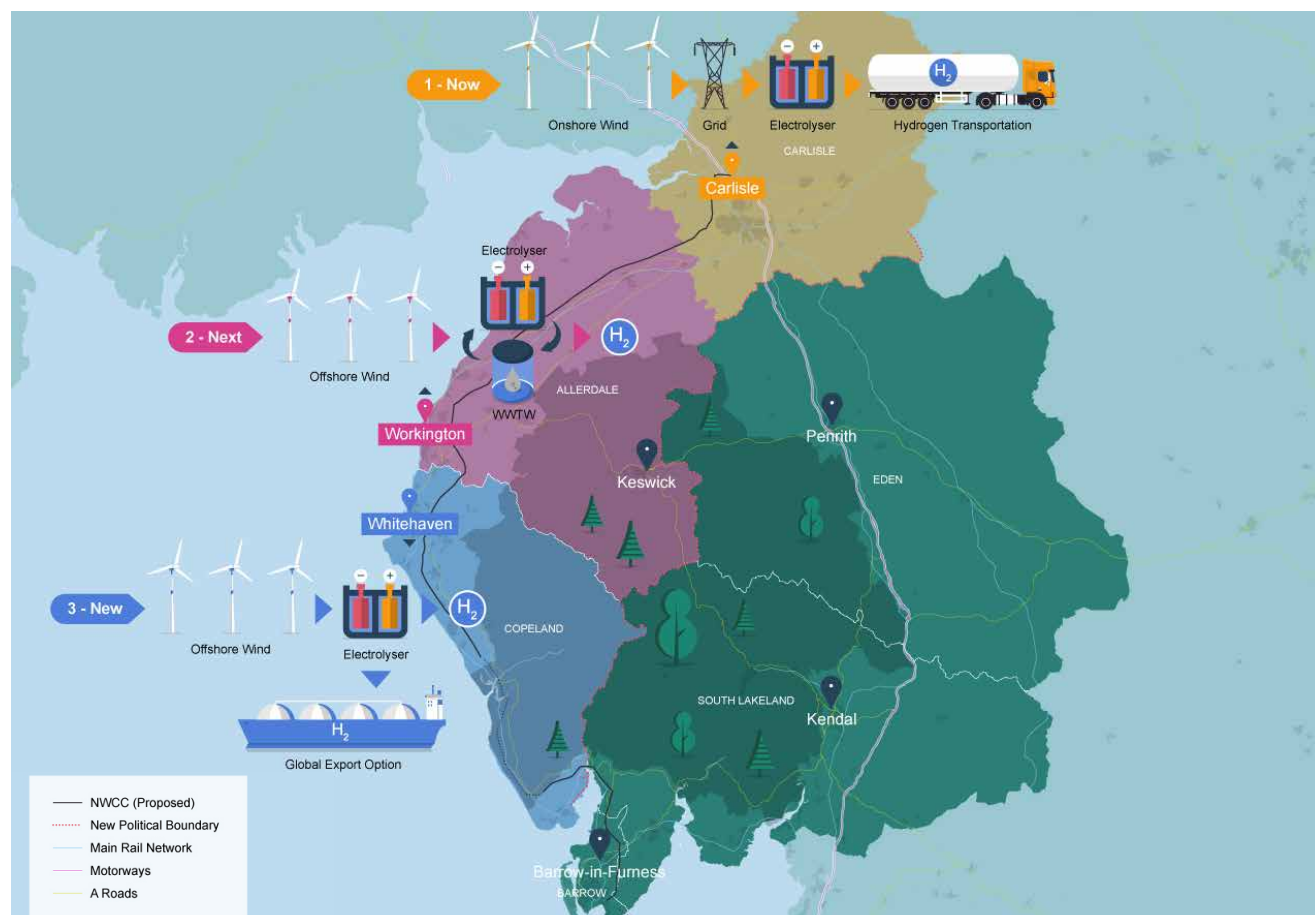 1 - Now
Onshore Wind
Grid
− +
Electrolyser
H2
Hydrogen Transportation
CARLISLE
Carlisle
Electrolyser
− +
2 - Next
Offshore Wind
H2
WWTW
ALLERDALE
Workington
Keswick
Penrith
EDEN
Whitehaven
3 - New
Offshore Wind
− +
Electrolyser
H2
COPELAND
H2
Global Export Option
SOUTH LAKELAND
Kendal
Barrow-in-Furness
BARROW
NWCC (Proposed)
New Political Boundary
Main Rail Network
Motorways
A Roads